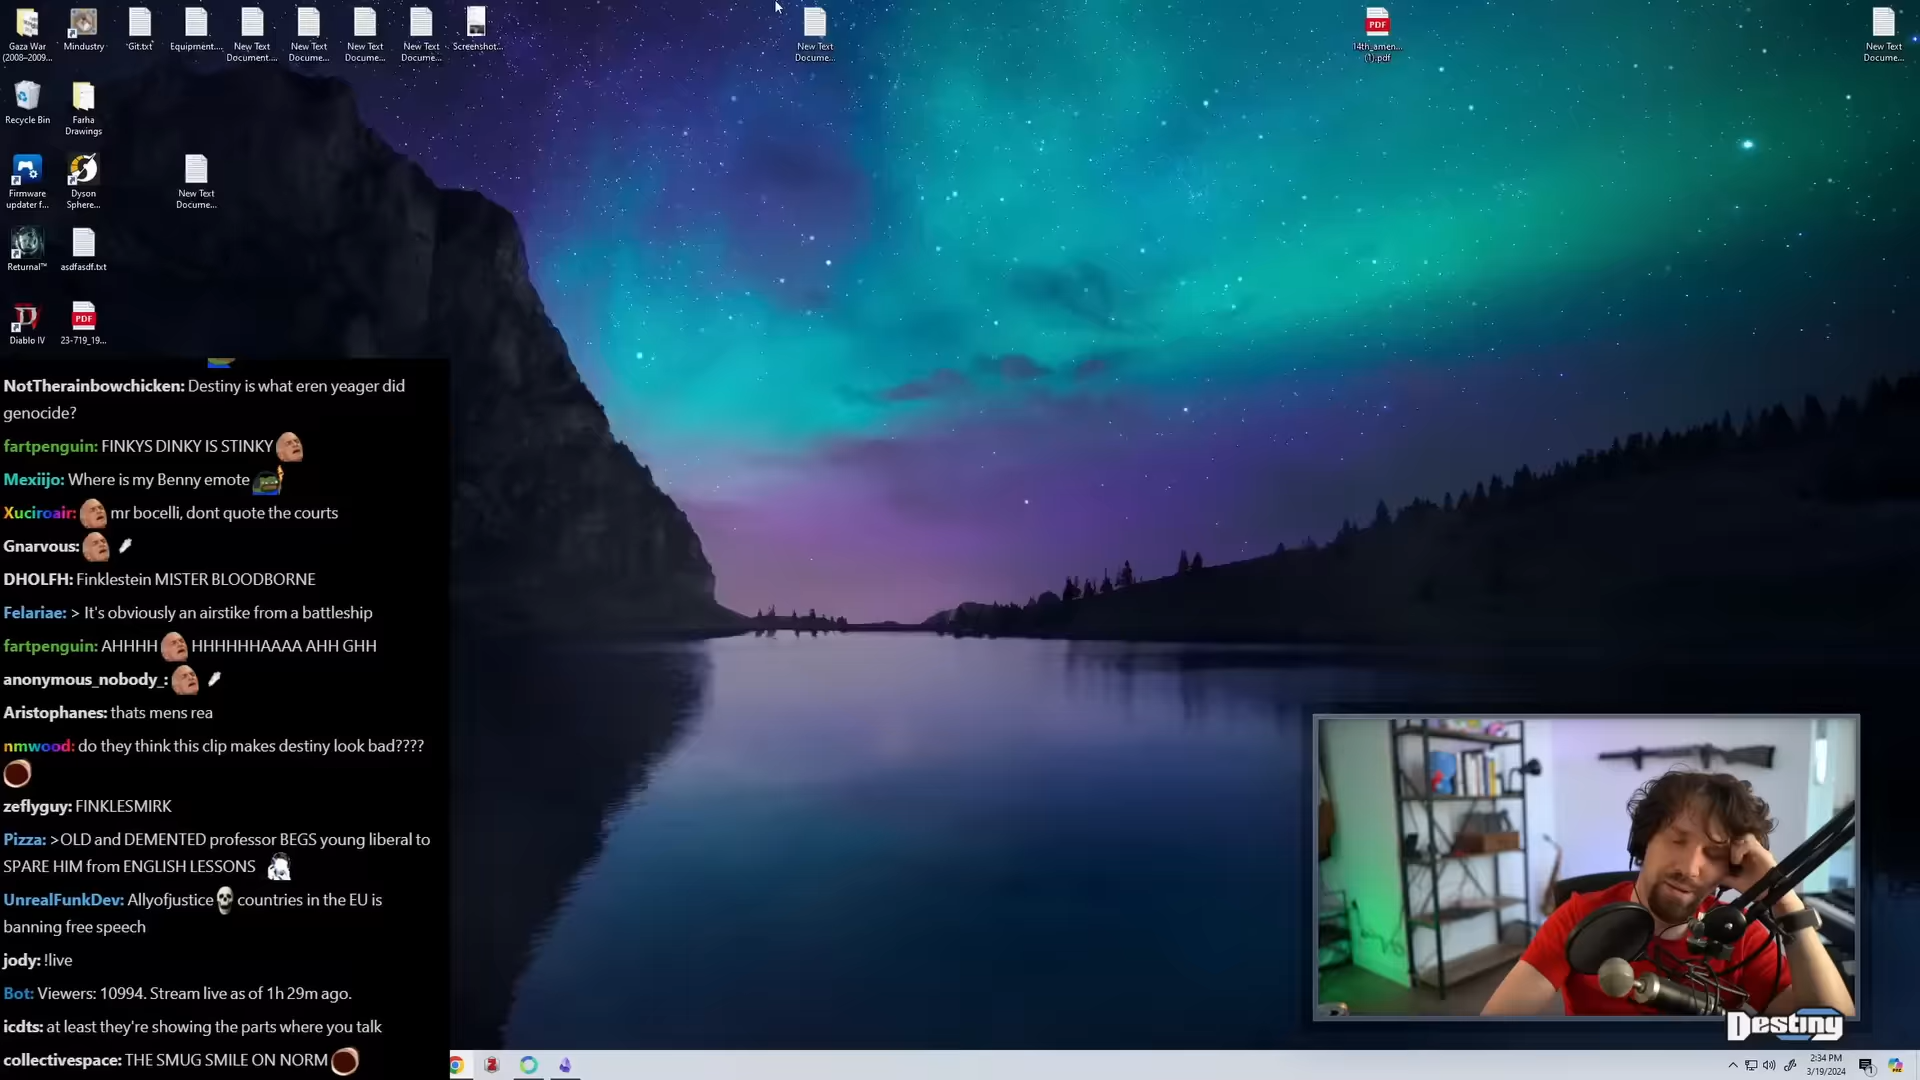 Gaza War
(2008–2009...
Mindustry
Git.txt
Equipment....
New Text
Document....
New Text
Docume...
New Text
Docume...
New Text
Docume...
Screenshot...
New Text
Docume...
PDF
14th_amen...
(1).pdf
New Text
Docume...
Recycle Bin
Farha
Drawings
Firmware
updater f...
Dyson
Sphere...
New Text
Docume...
Returnal™
asdfasdf.txt
Diablo IV
PDF
23-719_19...
NotTherainbowchicken: Destiny is what eren yeager did
genocide?
fartpenguin: FINKYS DINKY IS STINKY
Mexiijo: Where is my Benny emote
Xuciroair: mr bocelli, dont quote the courts
Gnarvous:
DHOLFH: Finklestein MISTER BLOODBORNE
Felariae: > It's obviously an airstike from a battleship
fartpenguin: AHHHH HHHHHHAAAA AHH GHH
anonymous_nobody_:
Aristophanes: thats mens rea
nmwood: do they think this clip makes destiny look bad????
zeflyguy: FINKLESMIRK
Pizza: >OLD and DEMENTED professor BEGS young liberal to
SPARE HIM from ENGLISH LESSONS
UnrealFunkDev: Allyofjustice countries in the EU is
banning free speech
jody: !live
Bot: Viewers: 10994. Stream live as of 1h 29m ago.
icdts: at least they're showing the parts where you talk
collectivespace: THE SMUG SMILE ON NORM
Destiny
2:34 PM
3/19/2024